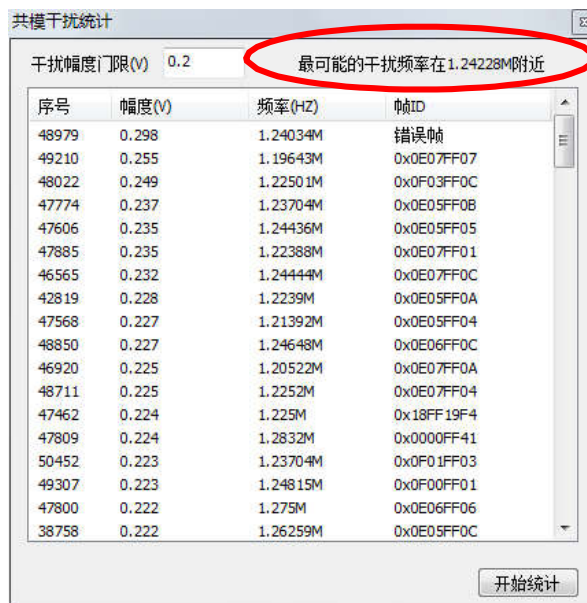 共模干扰统计
干扰幅度门限(V) 0.2 最可能的干扰频率在1.24228M附近
序号 幅度(V) 频率(HZ) 帧ID
48979 0.298 1.24034M 错误帧
49210 0.255 1.19643M 0x0E07FF07
48022 0.249 1.22501M 0x0F03FF0C
47774 0.237 1.23704M 0x0E05FF0B
47606 0.235 1.24436M 0x0E05FF05
47885 0.235 1.22388M 0x0E07FF01
46565 0.232 1.24444M 0x0E07FF0C
42819 0.228 1.2239M 0x0E05FF0A
47568 0.227 1.21392M 0x0E05FF04
48850 0.227 1.24648M 0x0E06FF0C
46920 0.225 1.20522M 0x0E07FF0A
48711 0.225 1.2252M 0x0E07FF04
47462 0.224 1.225M 0x18FF19F4
47809 0.224 1.2832M 0x0000FF41
50452 0.223 1.23704M 0x0F01FF03
49307 0.223 1.24815M 0x0F00FF01
47800 0.222 1.275M 0x0E06FF06
38758 0.222 1.26259M 0x0E05FF0C
开始统计